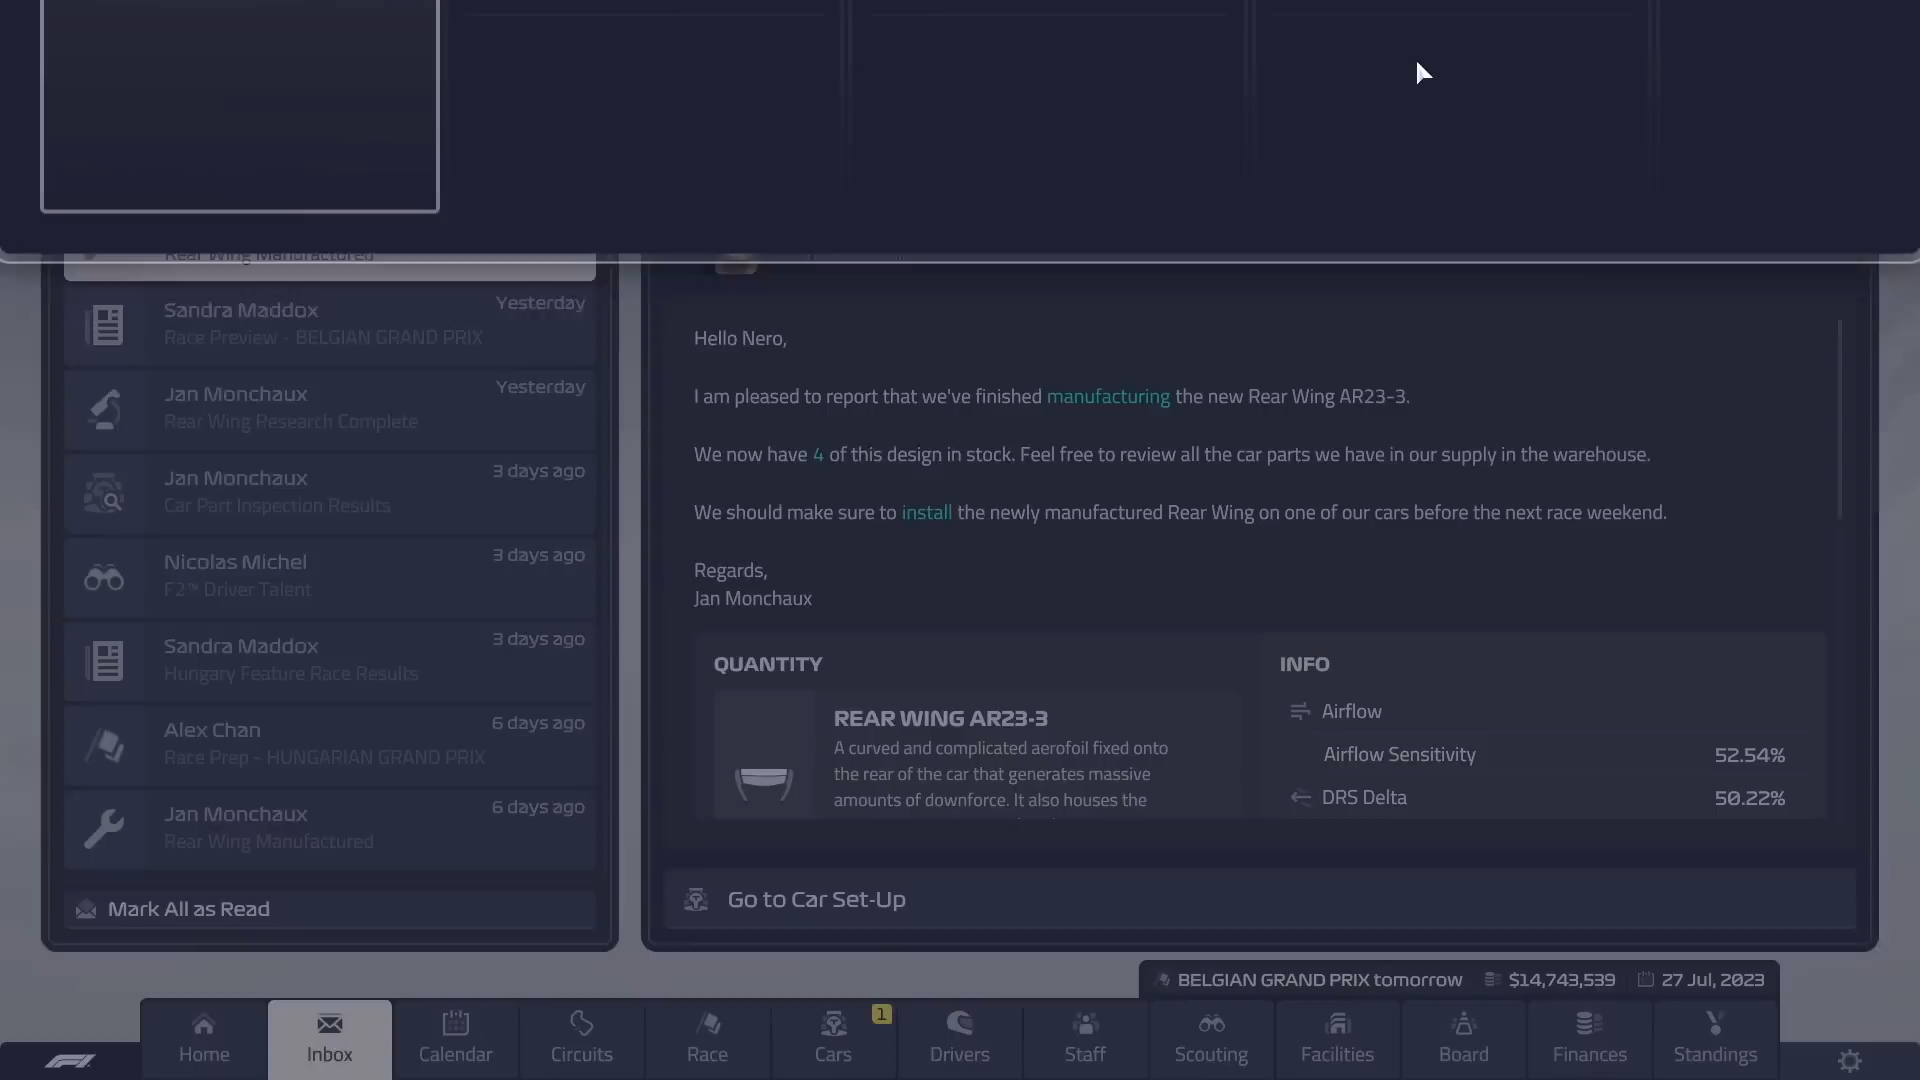 Rear Wing Manufactured
Sandra Maddox
Yesterday
Race Preview - BELGIAN GRAND PRIX
Jan Monchaux
Yesterday
Rear Wing Research Complete
Jan Monchaux
3 days ago
Car Part Inspection Results
Nicolas Michel
3 days ago
F2™ Driver Talent
Sandra Maddox
3 days ago
Hungary Feature Race Results
Alex Chan
6 days ago
Race Prep - HUNGARIAN GRAND PRIX
Jan Monchaux
6 days ago
Rear Wing Manufactured
Mark All as Read
Hello Nero,
I am pleased to report that we've finished manufacturing the new Rear Wing AR23-3.
We now have 4 of this design in stock. Feel free to review all the car parts we have in our supply in the warehouse.
We should make sure to install the newly manufactured Rear Wing on one of our cars before the next race weekend.
Regards,
Jan Monchaux
QUANTITY
REAR WING AR23-3
A curved and complicated aerofoil fixed onto
the rear of the car that generates massive
amounts of downforce. It also houses the
INFO
Airflow
Airflow Sensitivity 52.54%
DRS Delta 50.22%
Go to Car Set-Up
BELGIAN GRAND PRIX tomorrow $14,743,539 27 Jul, 2023
1
Home Inbox Calendar Circuits Race Cars Drivers Staff Scouting Facilities Board Finances Standings